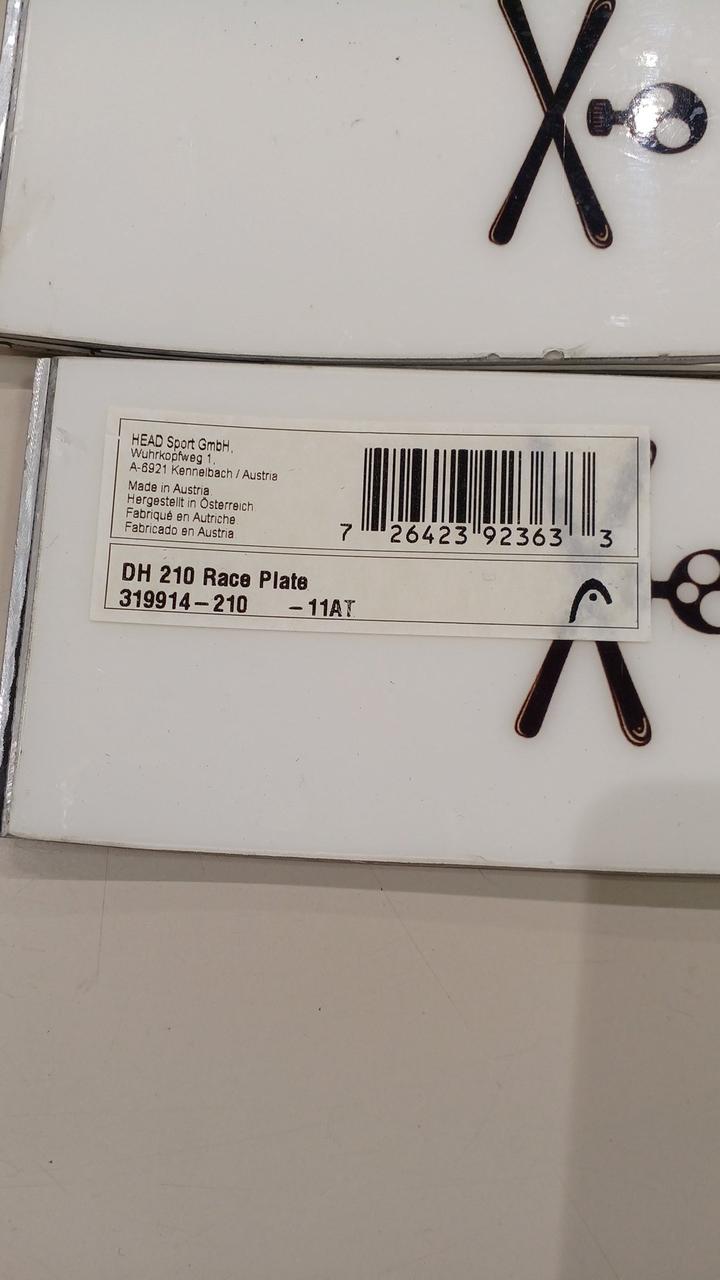 HEAD Sport GmbH,
Wuhrkopfweg 1,
A-6921 Kennelbach / Austria
Made in Austria
Hergestellt in Österreich
Fabriqué en Autriche
Fabricado en Austria
7 26423 92363 3
DH 210 Race Plate
319914-210 -11AT